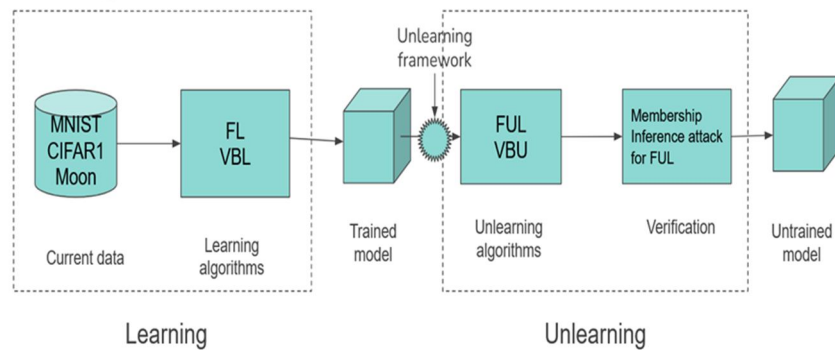 Unlearning
framework
MNIST
CIFAR1
Moon
FL
VBL
FUL
VBU
Membership
Inference attack
for FUL
Current data
Learning
algorithms
Trained
model
Unlearning
algorithms
Verification
Untrained
model
Learning
Unlearning